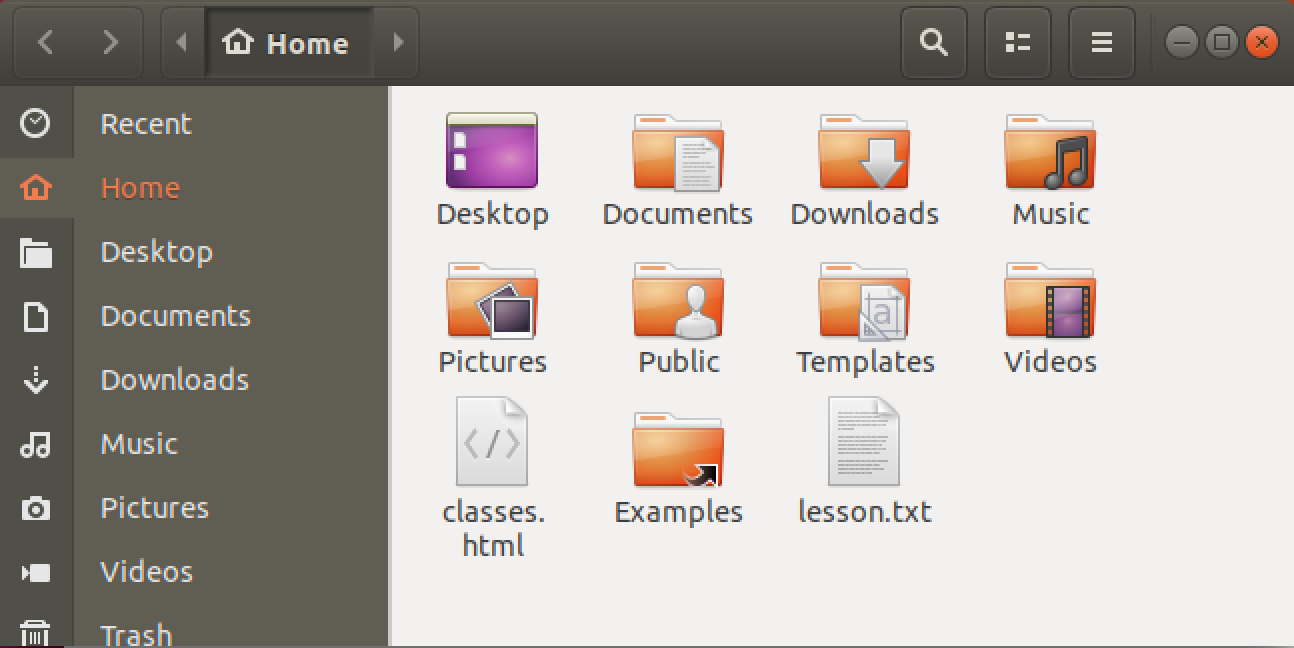 Home
Recent
Home
Desktop
Documents
Downloads
Music
Pictures
Videos
Trash
Desktop
Documents
Downloads
Music
Pictures
Public
Templates
Videos
classes.
html
Examples
lesson.txt